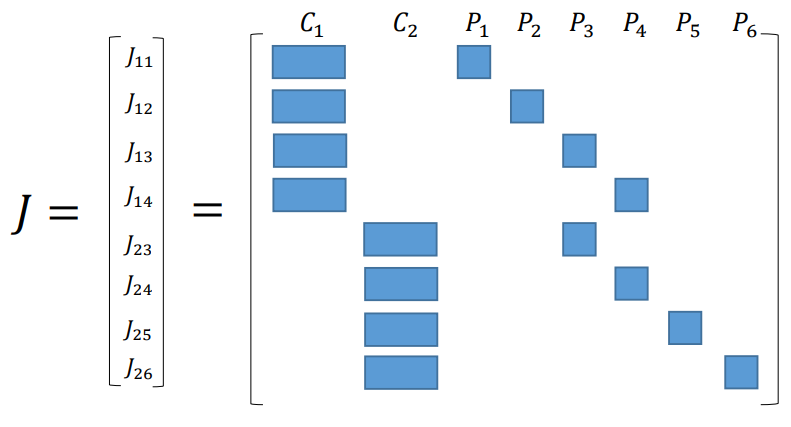 C₁ C₂ P₁ P₂ P₃ P₄ P₅ P₆
J₁₁
J₁₂
J₁₃
J₁₄
J = =
J₂₃
J₂₄
J₂₅
J₂₆